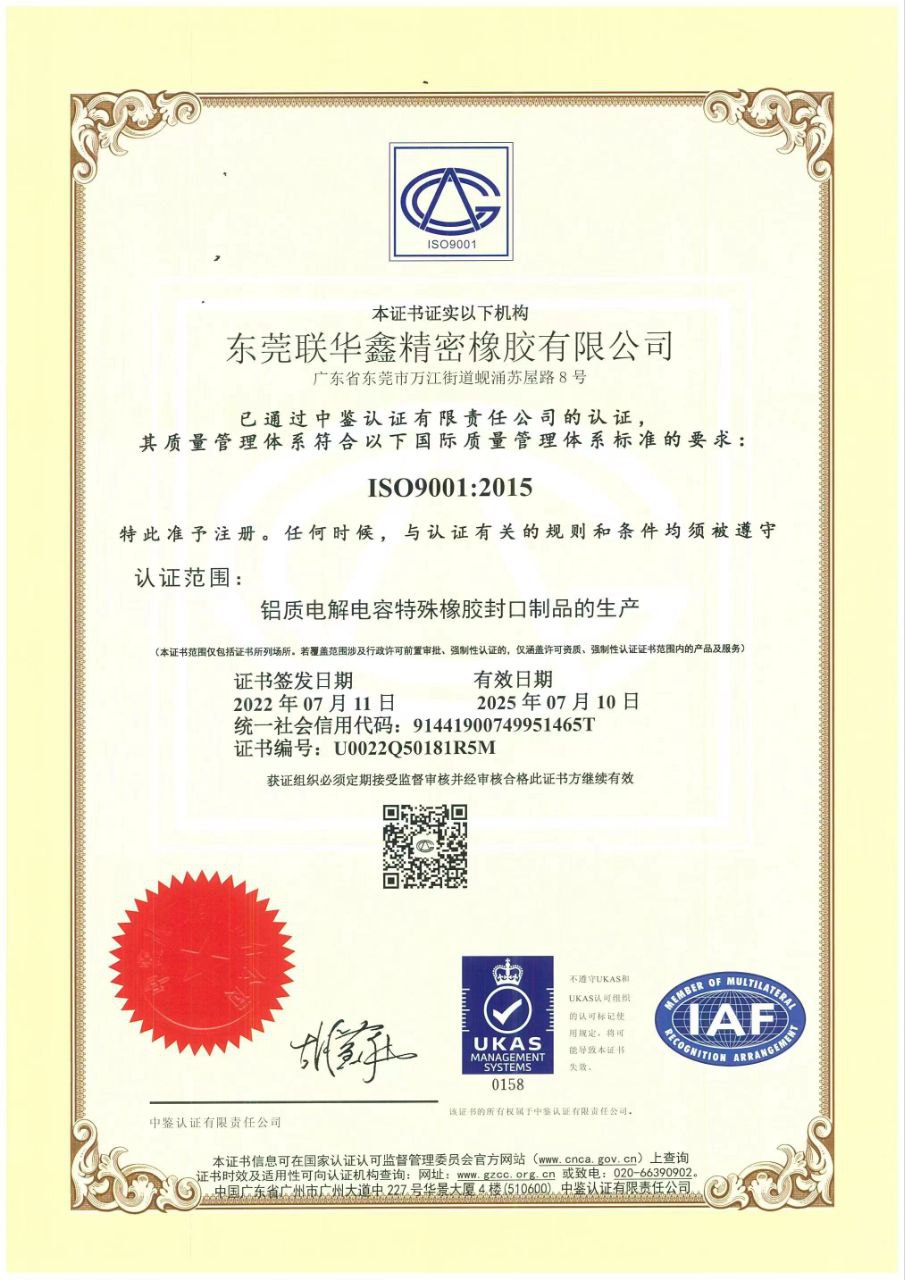 ISO9001
本证书证实以下机构
东莞联华鑫精密橡胶有限公司
广东省东莞市万江街道蚬涌苏屋路 8 号
已通过中鉴认证有限责任公司的认证，
其质量管理体系符合以下国际质量管理体系标准的要求：
ISO9001:2015
特此准予注册。任何时候，与认证有关的规则和条件均须被遵守
认证范围：
铝质电解电容特殊橡胶封口制品的生产
（本证书范围仅包括证书所列场所。若覆盖范围涉及行政许可前置审批、强制性认证的，仅涵盖许可资质、强制性认证证书范围内的产品及服务）
证书签发日期 有效日期
2022 年 07 月 11 日 2025 年 07 月 10 日
统一社会信用代码：91441900749951465T
证书编号：U0022Q50181R5M
获证组织必须定期接受监督审核并经审核合格此证书方继续有效
UKAS
MANAGEMENT
SYSTEMS
0158
不遵守UKAS和
UKAS认可组织
的认可标记使
用规定，将可
能导致本证书
失效。
MEMBER OF MULTILATERAL
IAF
RECOGNITION ARRANGEMENT
该证书的所有权属于中鉴认证有限责任公司。
中鉴认证有限责任公司
本证书信息可在国家认证认可监督管理委员会官方网站（www.cnca.gov.cn）上查询
证书时效及适用性可向认证机构查询：网址：www.gzcc.org.cn 或致电：020-66390902。
中国广东省广州市广州大道中 227 号华景大厦 4 楼(510600) 中鉴认证有限责任公司